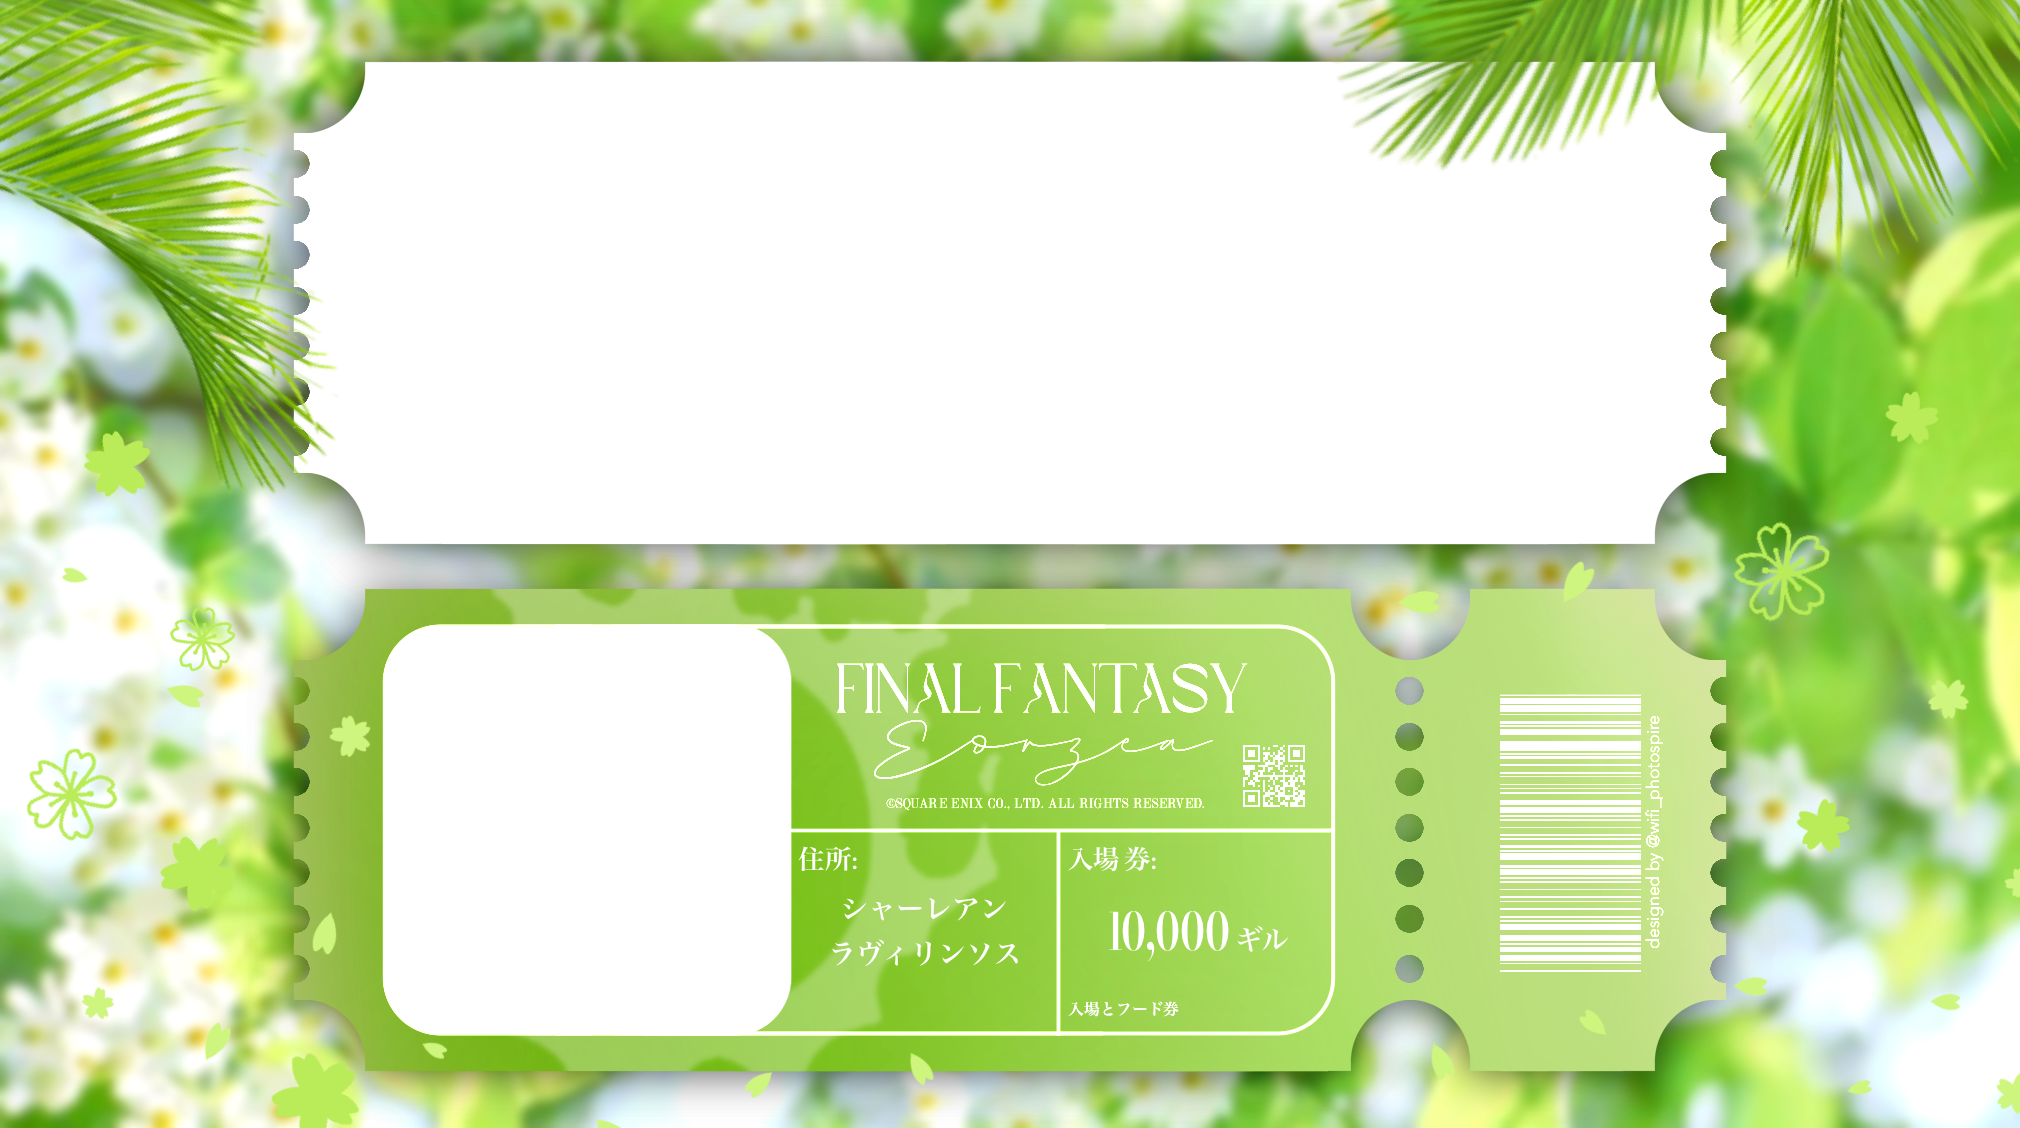 FINAL FANTASY
Eorzea
©SQUARE ENIX CO., LTD. ALL RIGHTS RESERVED.
住所:
シャーレアン
ラヴィリンソス
入場 券:
10,000 ギル
入場とフード券
designed by @wifi_photospire